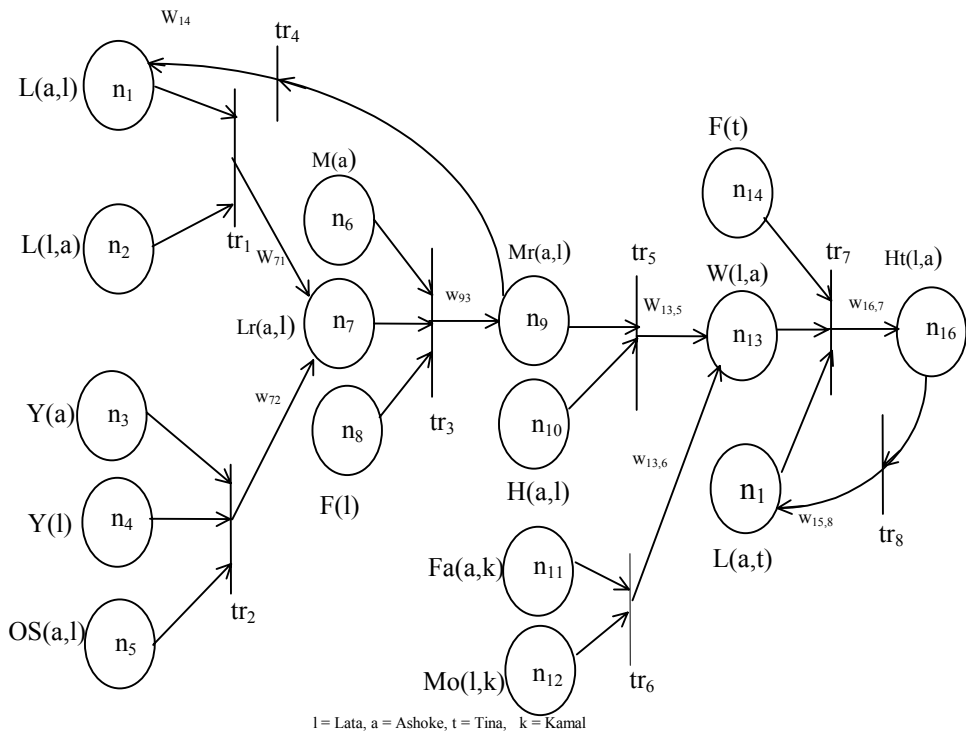 W14
tr4
L(a,l)
n1
F(t)
M(a)
n14
n6
L(l,a)
n2
tr1
W71
Mr(a,l)
tr5
W(l,a)
tr7
Ht(l,a)
w93
W13,5
w16,7
Lr(a,l)
n7
n9
n13
n16
Y(a)
n3
w72
tr3
n8
n10
F(l)
H(a,l)
w13,6
n1
w15,8
tr8
L(a,t)
Y(l)
n4
Fa(a,k)
n11
tr2
OS(a,l)
n5
Mo(l,k)
n12
tr6
l = Lata, a = Ashoke, t = Tina, k = Kamal